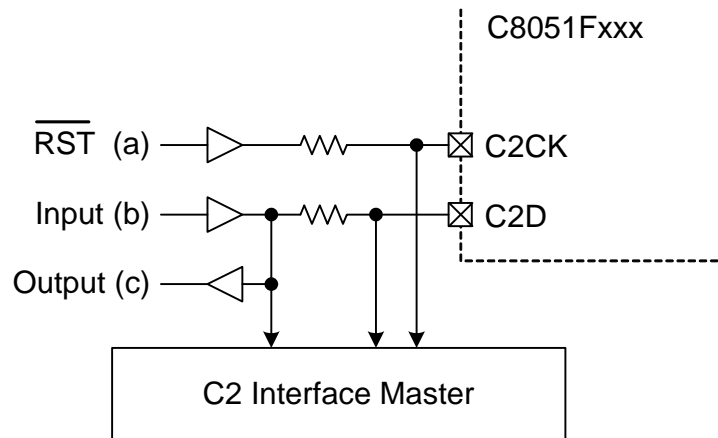 C8051Fxxx
RST (a)
C2CK
Input (b)
C2D
Output (c)
C2 Interface Master